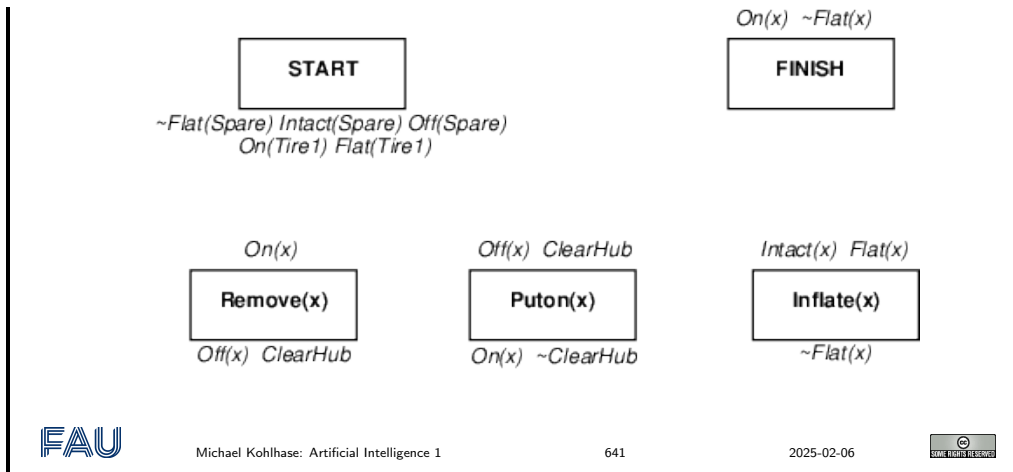 On(x) ~Flat(x)
START
FINISH
~Flat(Spare) Intact(Spare) Off(Spare)
On(Tire1) Flat(Tire1)
On(x)
Off(x) ClearHub
Intact(x) Flat(x)
Remove(x)
Puton(x)
Inflate(x)
Off(x) ClearHub
On(x) ~ClearHub
~Flat(x)
FAU
Michael Kohlhase: Artificial Intelligence 1
641
2025-02-06
cc
SOME RIGHTS RESERVED